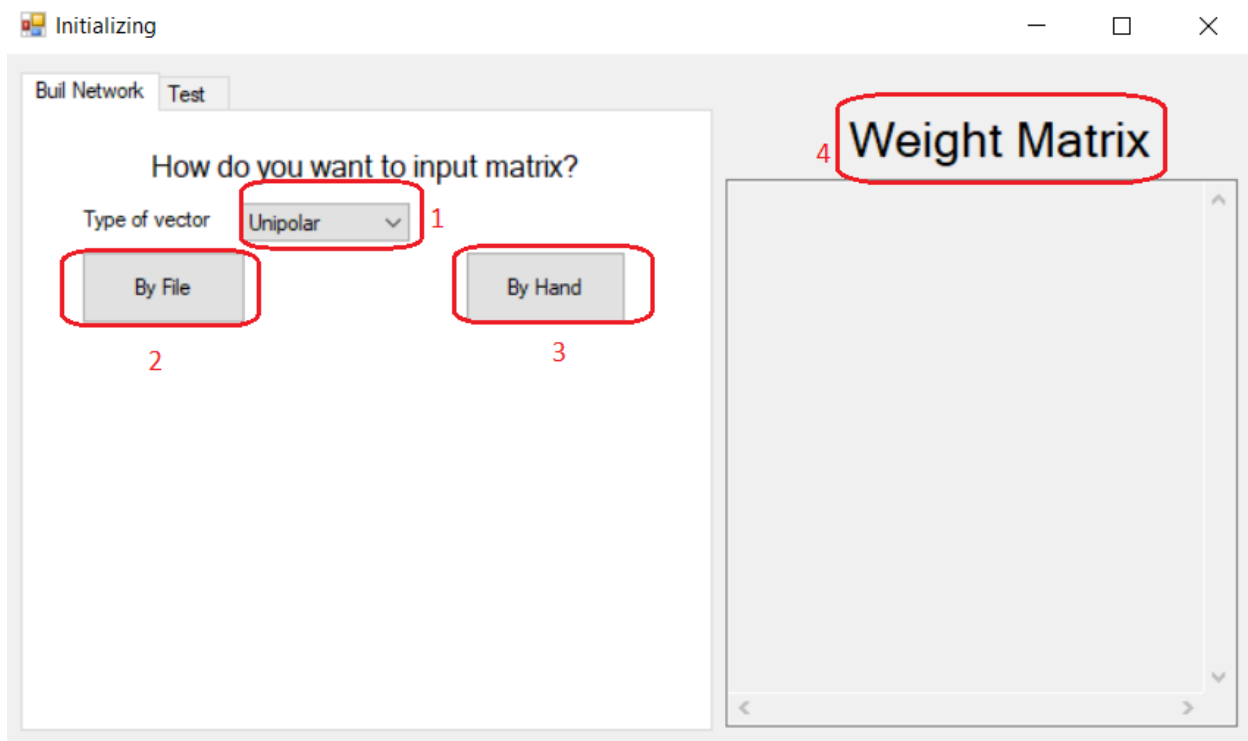 Initializing
Buil Network Test
How do you want to input matrix?
Type of vector Unipolar 1
By File By Hand
2 3
4 Weight Matrix